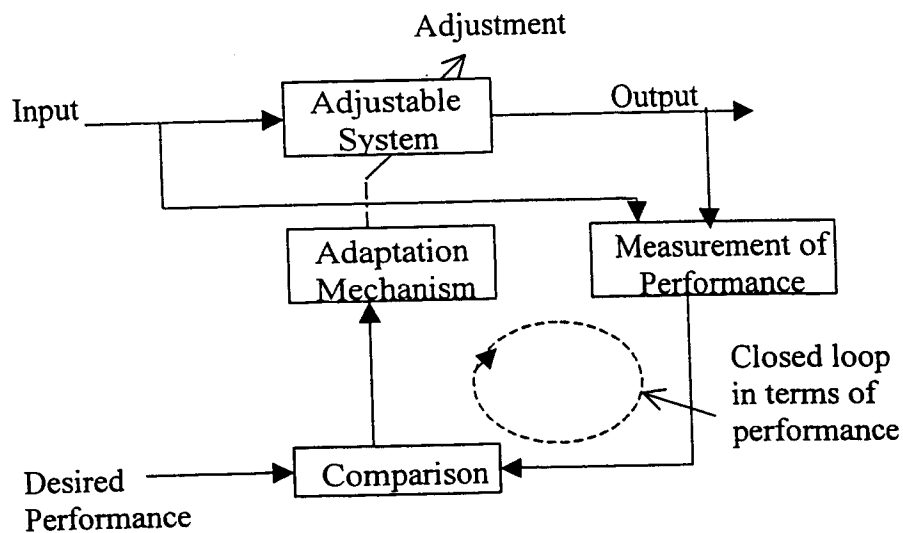 Adjustment
Input
Adjustable
System
Output
Adaptation
Mechanism
Measurement of
Performance
Closed loop
in terms of
performance
Comparison
Desired
Performance